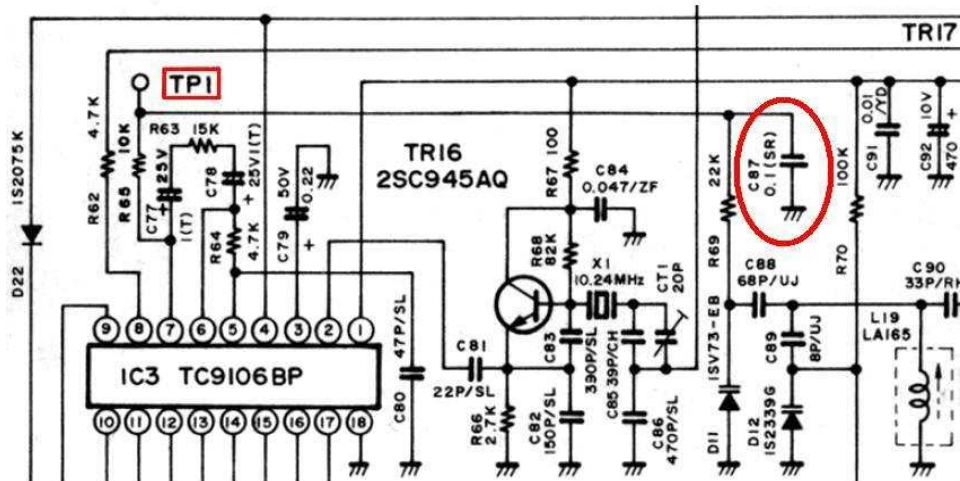 TR17
TP1
1S2075K
D22
4.7K
R62
10K
R65
R63 15K
25V
C77
1(T)
+
C78
25V1(T)
+
R64
4.7K
50V
0.22
C79
+
TR16
2SC945AQ
100
R67
C84
0.047/ZF
R68
82K
X1
10.24MHz
CT1
20P
22K
R69
C87
0.1(SR)
100K
R70
0.01
/YD
C91
10V
+
C92
470
C88
68P/UJ
C90
33P/RH
L19
LA165
1SV73-EB
D11
C89
8P/UJ
D12
1S2339G
C81
22P/SL
C83
390P/SL
C85
39P/CH
C86
470P/SL
R66
2.7K
C82
150P/SL
47P/SL
C80
9 8 7 6 5 4 3 2 1
IC3 TC9106BP
10 11 12 13 14 15 16 17 18